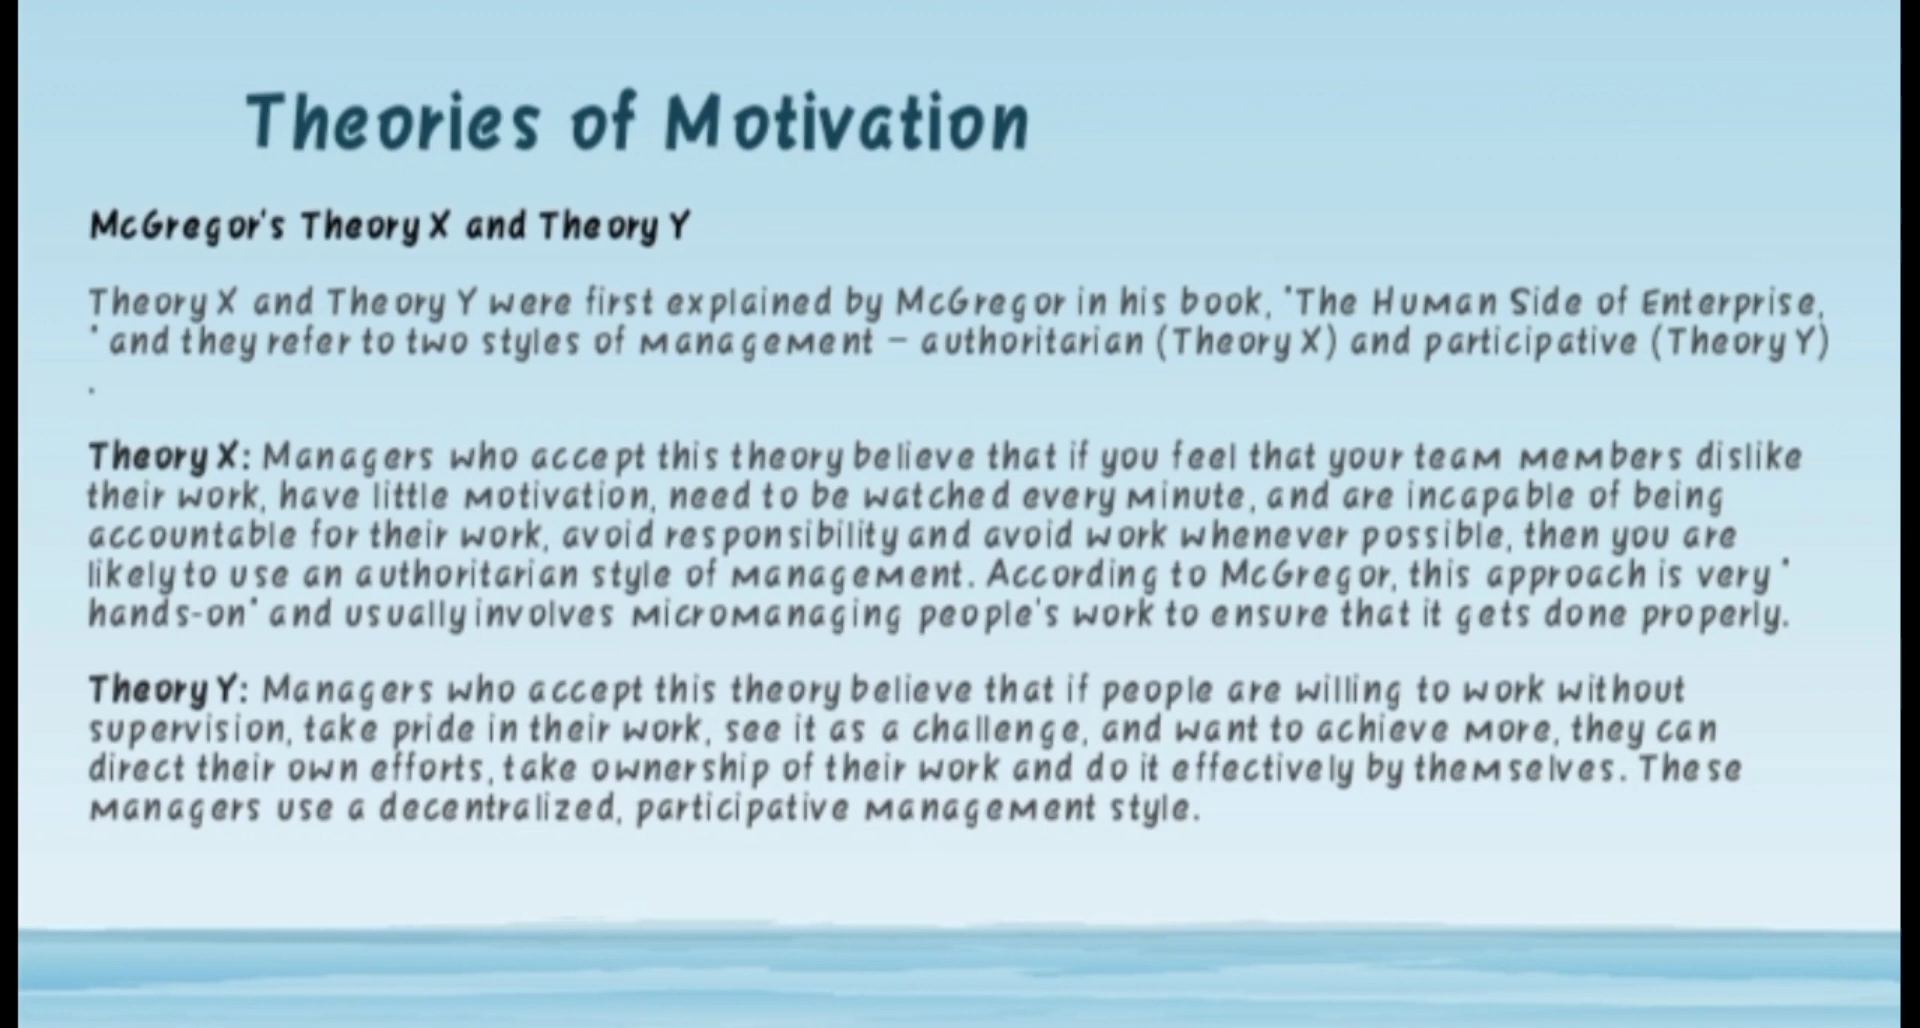 Theories of Motivation
McGregor's Theory X and Theory Y
Theory X and Theory Y were first explained by McGregor in his book, "The Human Side of Enterprise,
" and they refer to two styles of management – authoritarian (Theory X) and participative (Theory Y)
.
Theory X: Managers who accept this theory believe that if you feel that your team members dislike
their work, have little motivation, need to be watched every minute, and are incapable of being
accountable for their work, avoid responsibility and avoid work whenever possible, then you are
likely to use an authoritarian style of management. According to McGregor, this approach is very "
hands-on" and usually involves micromanaging people's work to ensure that it gets done properly.
Theory Y: Managers who accept this theory believe that if people are willing to work without
supervision, take pride in their work, see it as a challenge, and want to achieve more, they can
direct their own efforts, take ownership of their work and do it effectively by themselves. These
managers use a decentralized, participative management style.